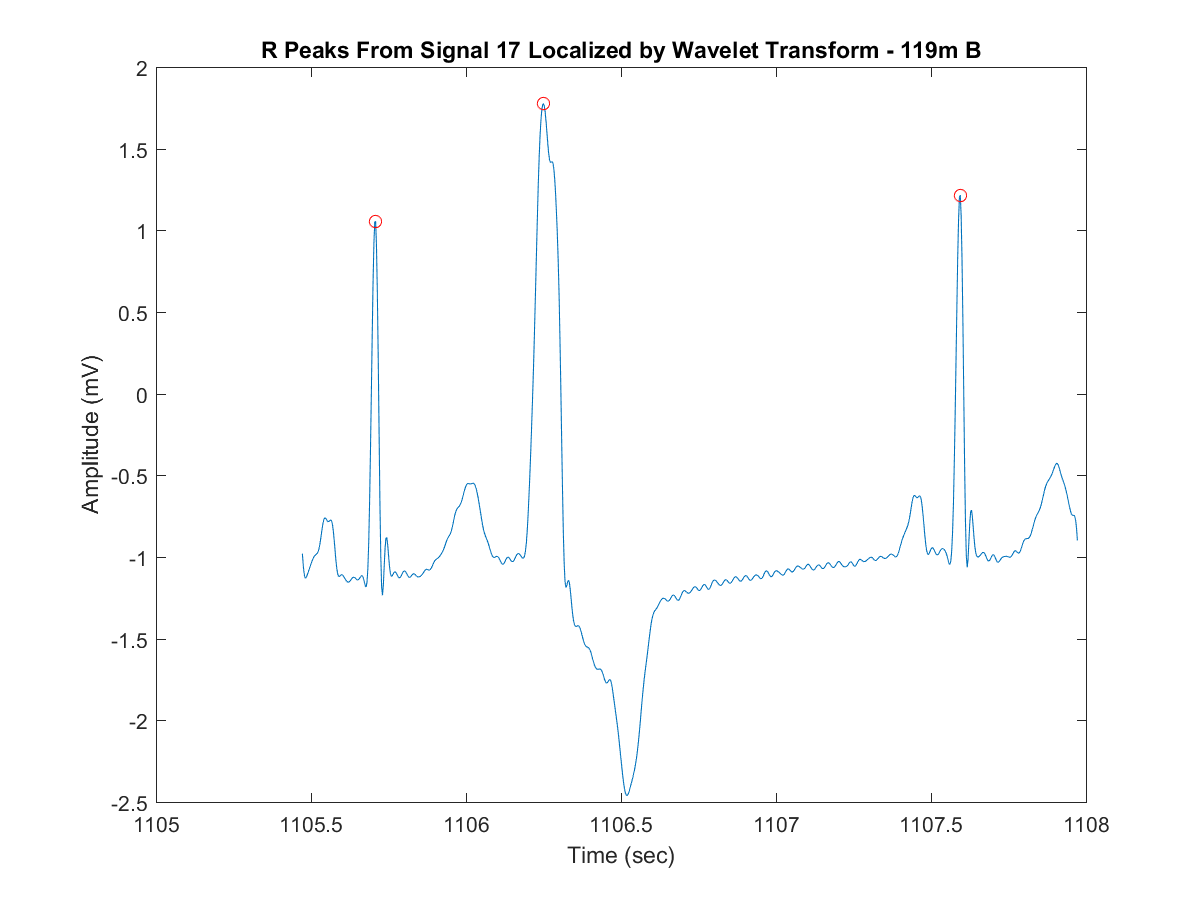 R Peaks From Signal 17 Localized by Wavelet Transform - 119m B
2
1.5
1
0.5
0
-0.5
-1
-1.5
-2
-2.5
Amplitude (mV)
1105 1105.5 1106 1106.5 1107 1107.5 1108
Time (sec)